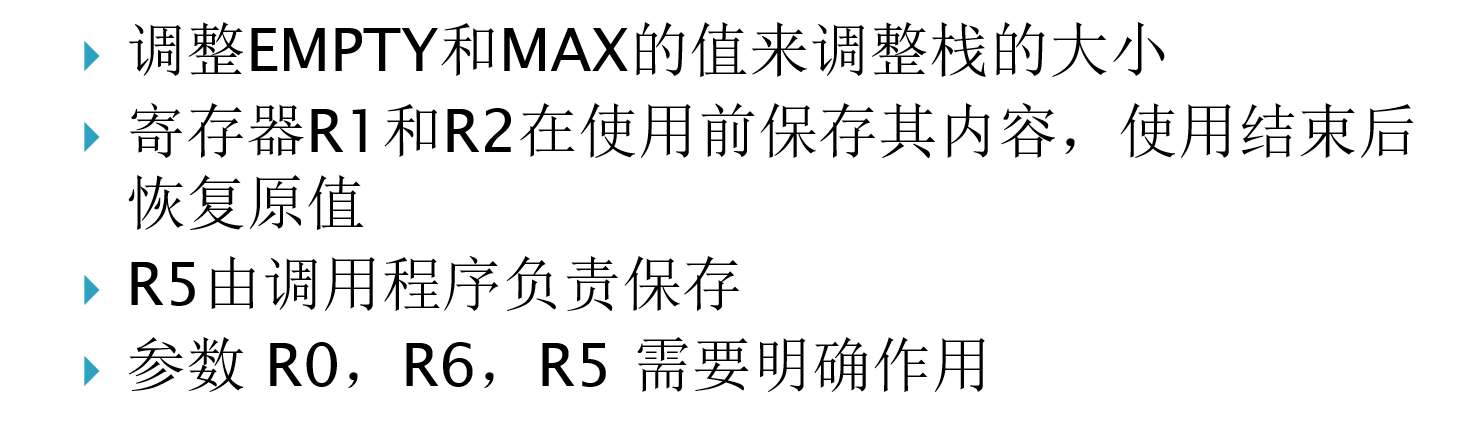 调整EMPTY和MAX的值来调整栈的大小
寄存器R1和R2在使用前保存其内容，使用结束后
恢复原值
R5由调用程序负责保存
参数 R0，R6，R5 需要明确作用